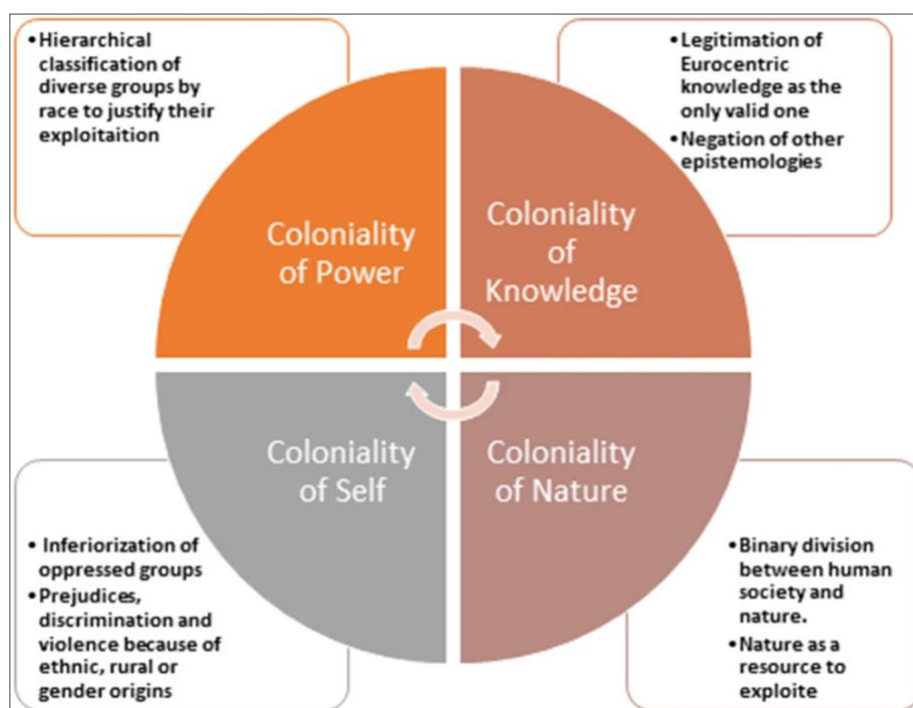 •Hierarchical
classification of
diverse groups by
race to justify their
exploitaition
•Legitimation of
Eurocentric
knowledge as the
only valid one
•Negation of other
epistemologies
Coloniality
of Power
Coloniality
of
Knowledge
Coloniality
of Self
Coloniality
of Nature
• Inferiorization of
oppressed groups
•Prejudices,
discrimination and
violence because of
ethnic, rural or
gender origins
•Binary division
between human
society and
nature.
•Nature as a
resource to
exploite